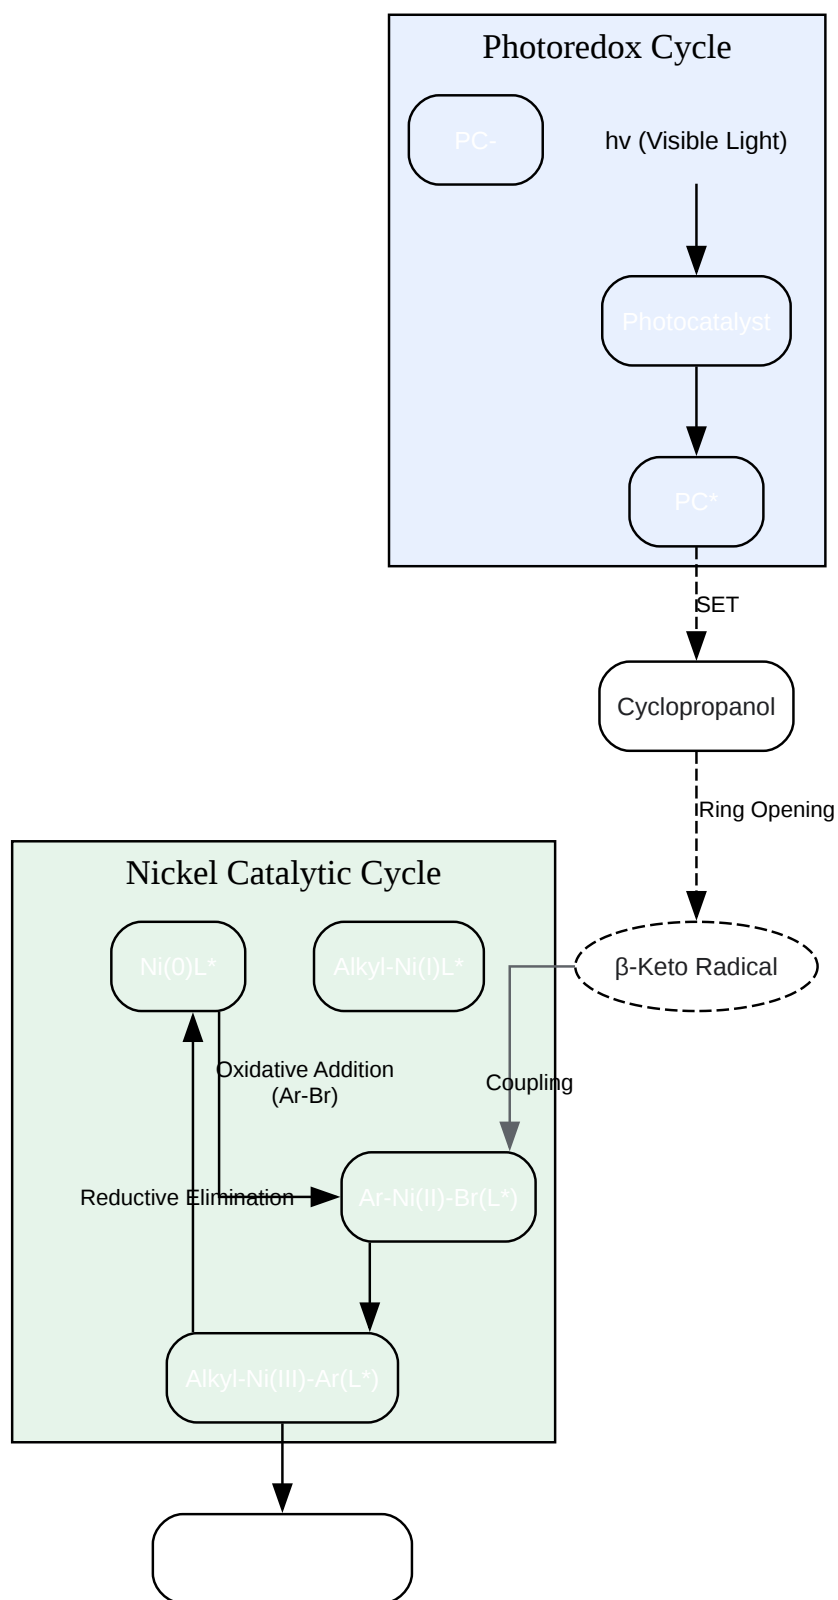 Photoredox Cycle
PC-
hv (Visible Light)
Photocatalyst
PC*
SET
Cyclopropanol
Ring Opening
Nickel Catalytic Cycle
Ni(0)L*
Alkyl-Ni(I)L*
β-Keto Radical
Oxidative Addition
(Ar-Br)
Coupling
Reductive Elimination
Ar-Ni(II)-Br(L*)
Alkyl-Ni(III)-Ar(L*)